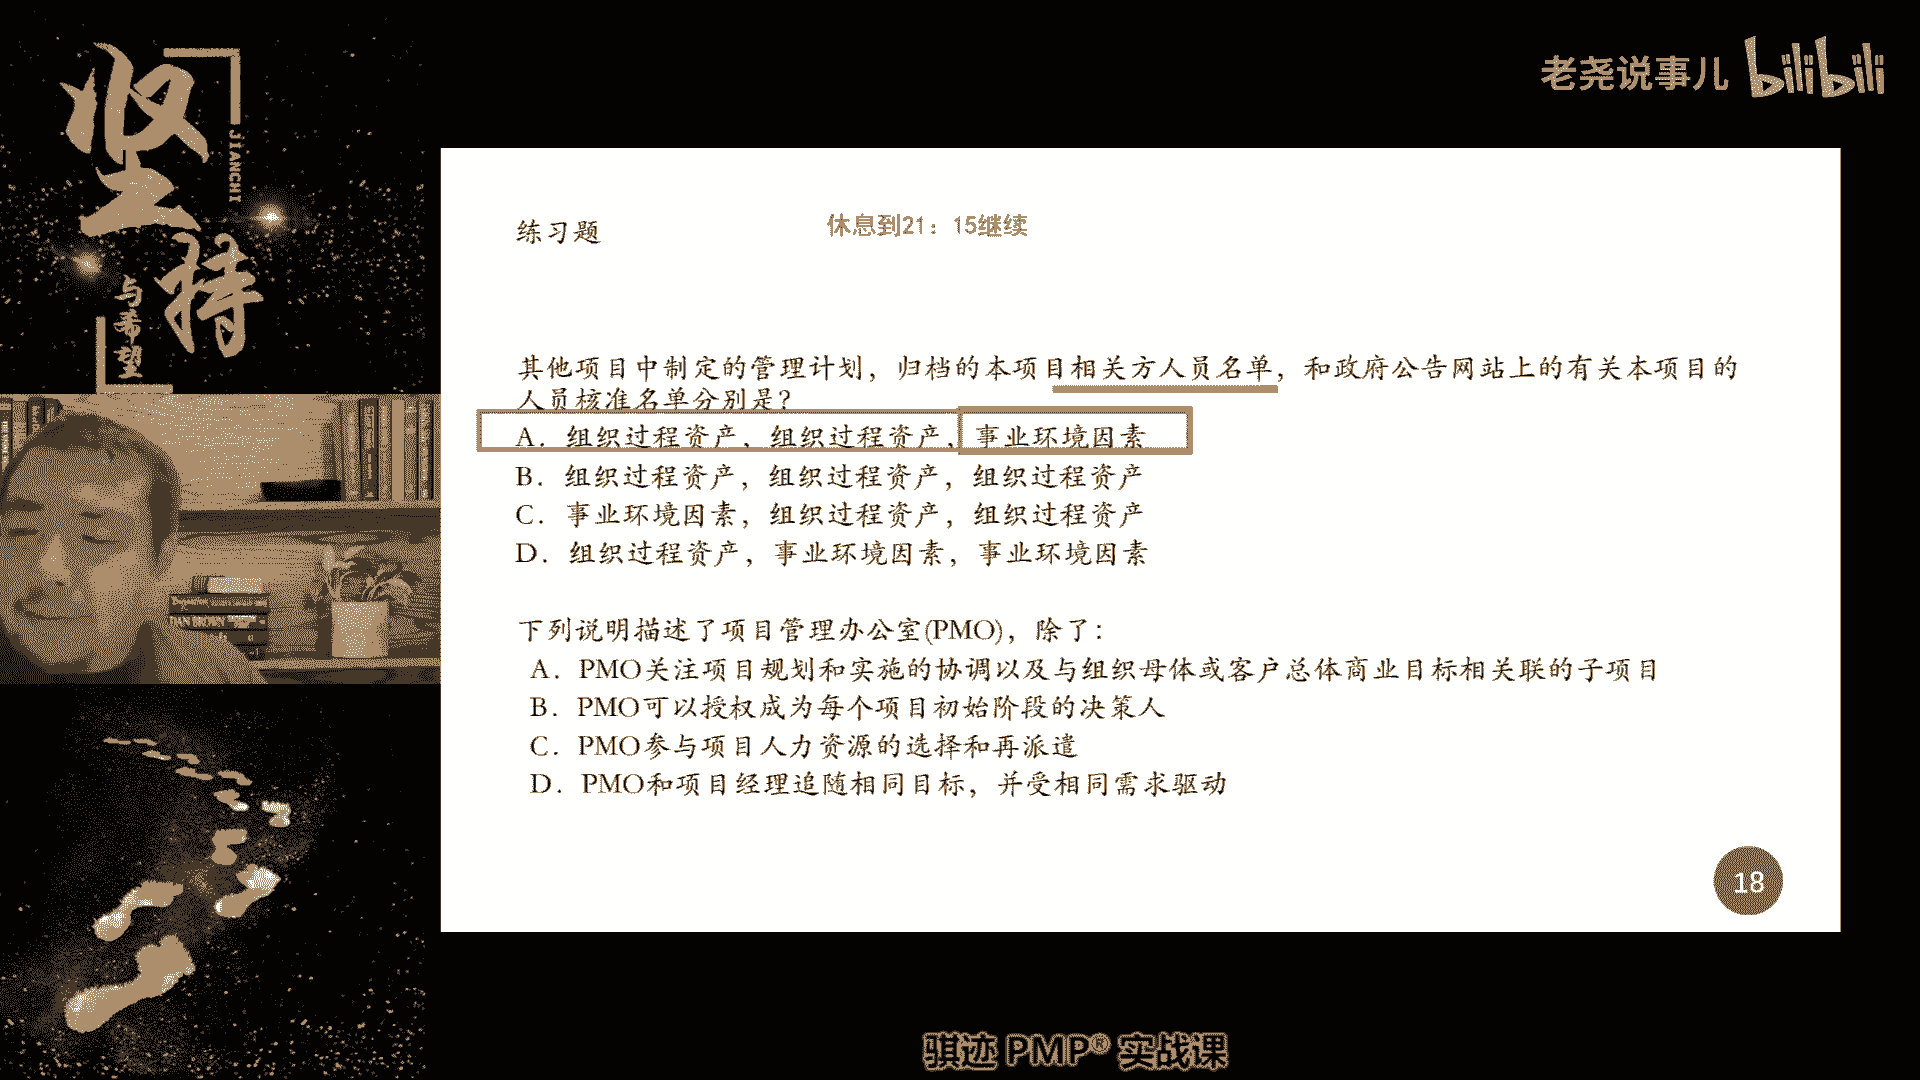 坚持
JIANCHI
与希望
老尧说事儿 bilibili
练习题
休息到21：15继续
其他项目中制定的管理计划，归档的本项目相关方人员名单，和政府公告网站上的有关本项目的
人员核准名单分别是？
A．组织过程资产，组织过程资产，事业环境因素
B．组织过程资产，组织过程资产，组织过程资产
C．事业环境因素，组织过程资产，组织过程资产
D．组织过程资产，事业环境因素，事业环境因素
下列说明描述了项目管理办公室(PMO)，除了：
A．PMO关注项目规划和实施的协调以及与组织母体或客户总体商业目标相关联的子项目
B．PMO可以授权成为每个项目初始阶段的决策人
C．PMO参与项目人力资源的选择和再派遣
D．PMO和项目经理追随相同目标，并受相同需求驱动
18
骐迹 PMP® 实战课